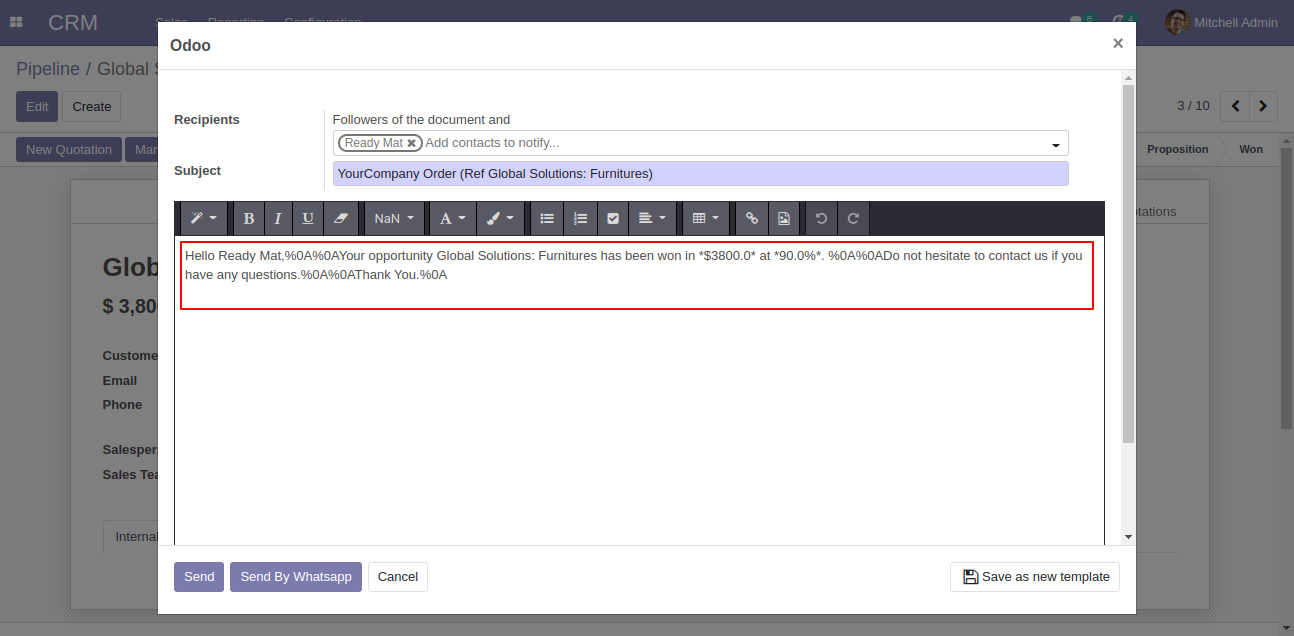 CRM Sales Reporting Configuration 8 4 Mitchell Admin
Odoo ×
Pipeline / Global S
Edit Create 3 / 10
New Quotation Mar Proposition Won
Recipients Followers of the document and
Ready Mat × Add contacts to notify...
Subject YourCompany Order (Ref Global Solutions: Furnitures)
B I U NaN A
Hello Ready Mat,%0A%0AYour opportunity Global Solutions: Furnitures has been won in *$3800.0* at *90.0%*. %0A%0ADo not hesitate to contact us if you
have any questions.%0A%0AThank You.%0A
otations
Glob
$ 3,80
Custome
Email
Phone
Salesper
Sales Tea
Internal
Send Send By Whatsapp Cancel Save as new template